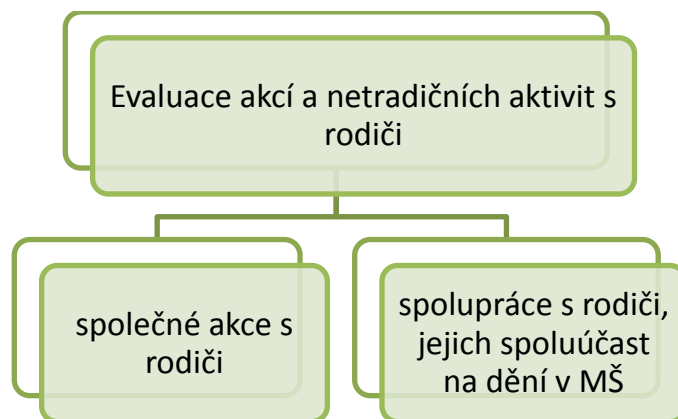 Evaluace akcí a netradičních aktivit s
rodiči
společné akce s
rodiči
spolupráce s rodiči,
jejich spoluúčast
na dění v MŠ